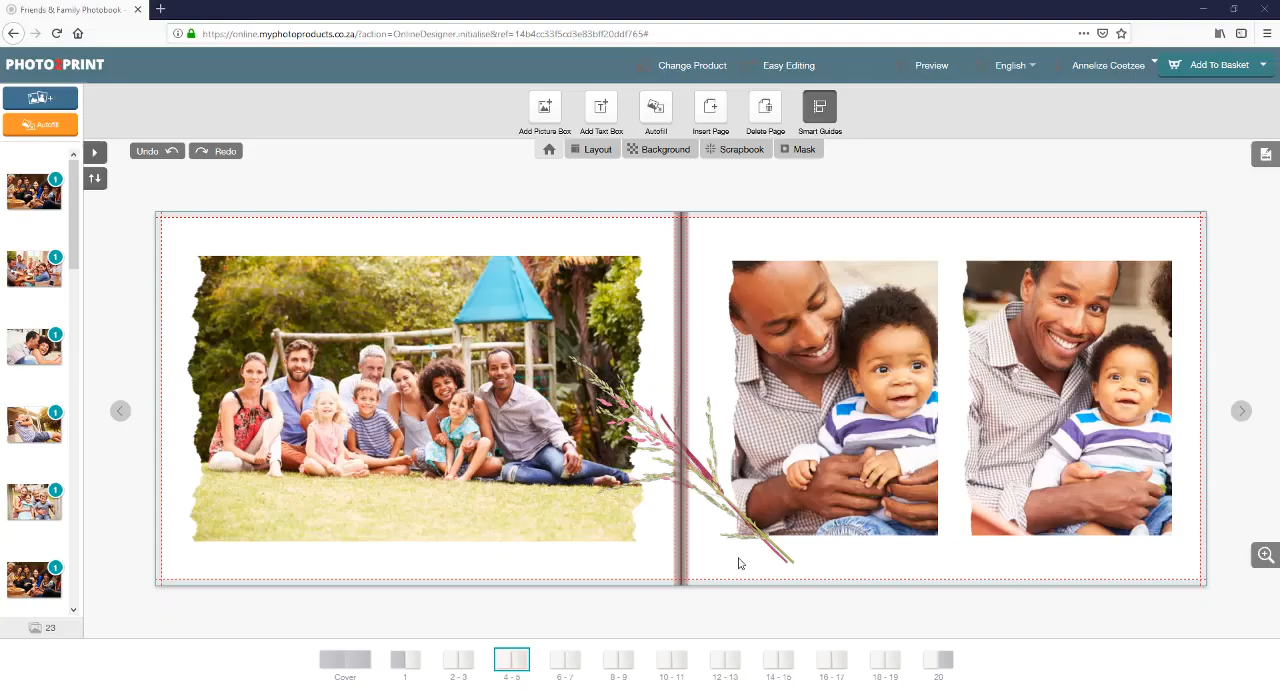 Friends & Family Photobook -
https://online.myphotoproducts.co.za/?action=OnlineDesigner.initialise&ref=14b4cc33f5cd3e83bff20ddf765#
PHOTO PRINT
Change Product
Easy Editing
Preview
English
Annelize Coetzee
Add To Basket
Autofill
Add Picture Box
Add Text Box
Autofill
Insert Page
Delete Page
Smart Guides
Undo
Redo
Layout
Background
Scrapbook
Mask
1
1
1
1
1
1
23
Cover
1
2 - 3
4 - 5
6 - 7
8 - 9
10 - 11
12 - 13
14 - 15
16 - 17
18 - 19
20